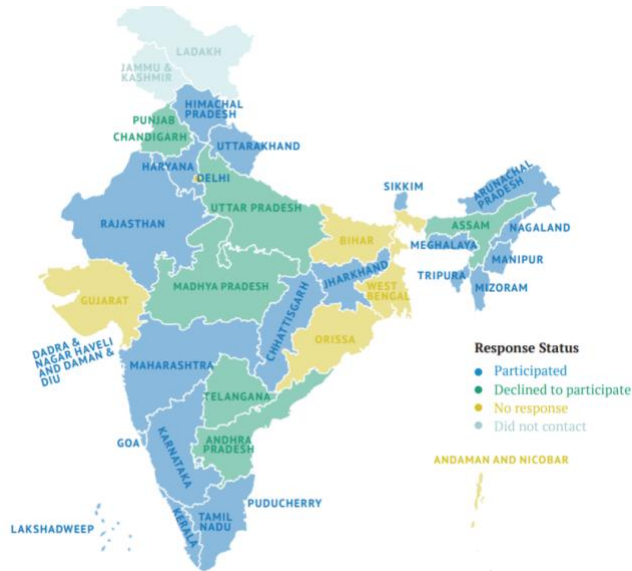 LADAKH
JAMMU &
KASHMIR
HIMACHAL
PRADESH
PUNJAB
CHANDIGARH
UTTARAKHAND
HARYANA
DELHI
RAJASTHAN
UTTAR PRADESH
SIKKIM
ARUNACHAL
PRADESH
ASSAM
NAGALAND
BIHAR
MEGHALAYA
MANIPUR
JHARKHAND
TRIPURA
MIZORAM
WEST
BENGAL
GUJARAT
MADHYA PRADESH
CHHATTISGARH
DADRA &
NAGAR HAVELI
AND DAMAN &
DIU
MAHARASHTRA
ORISSA
TELANGANA
GOA
KARNATAKA
ANDHRA
PRADESH
Response Status
Participated
Declined to participate
No response
Did not contact
ANDAMAN AND NICOBAR
PUDUCHERRY
LAKSHADWEEP
KERALA
TAMIL
NADU